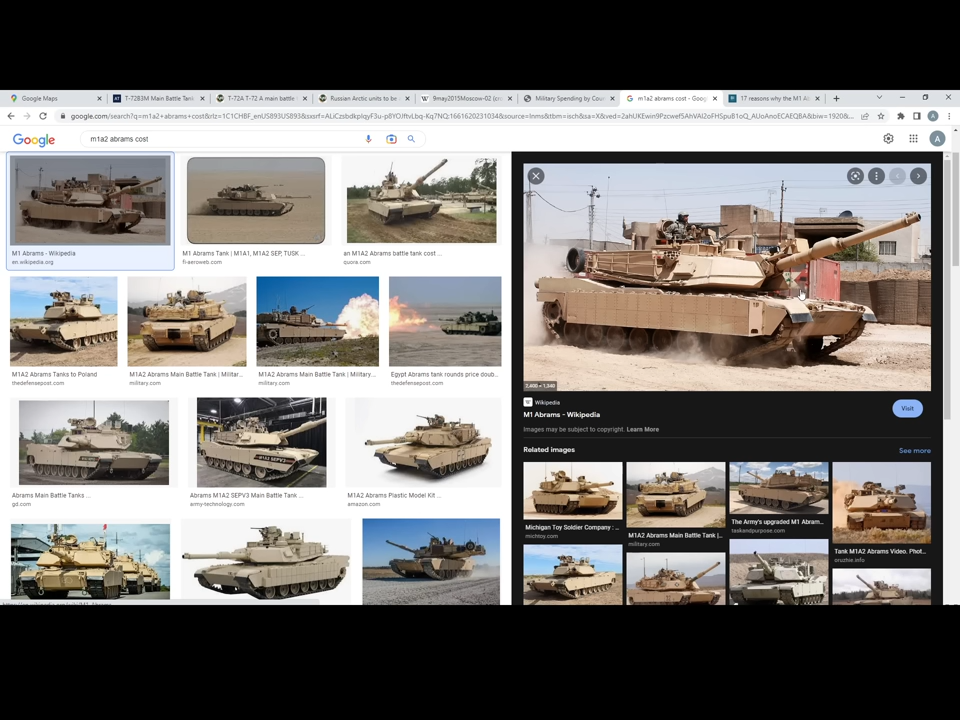 Google Maps
T-72B3M Main Battle Tank
T-72A T-72 A main battle
Russian Arctic units to be
9may2015Moscow-02 (cro
Military Spending by Coun
m1a2 abrams cost - Goog
17 reasons why the M1 Ab
Google
m1a2 abrams cost
A
M1 Abrams - Wikipedia
en.wikipedia.org
M1 Abrams Tank | M1A1, M1A2 SEP, TUSK ...
fi-aeroweb.com
an M2A2 Abrams battle tank cost ...
quora.com
M1A2 Abrams Tanks to Poland
thedefensepost.com
M1A2 Abrams Main Battle Tank | Militar...
military.com
M1A2 Abrams Main Battle Tank | Military...
military.com
Egypt Abrams tank rounds price doub...
thedefensepost.com
Abrams Main Battle Tanks ...
gd.com
M1A2 SEPV3
Abrams M1A2 SEPV3 Main Battle Tank ...
army-technology.com
M1A2 Abrams Plastic Model Kit ...
amazon.com
Wikipedia
M1 Abrams - Wikipedia
Visit
Images may be subject to copyright. Learn More
Related images
See more
Michigan Toy Soldier Company : ...
michtoy.com
M1A2 Abrams Main Battle Tank |...
military.com
The Army's upgraded M1 Abram...
taskandpurpose.com
Tank M1A2 Abrams Video. Phot...
oruzhie.info